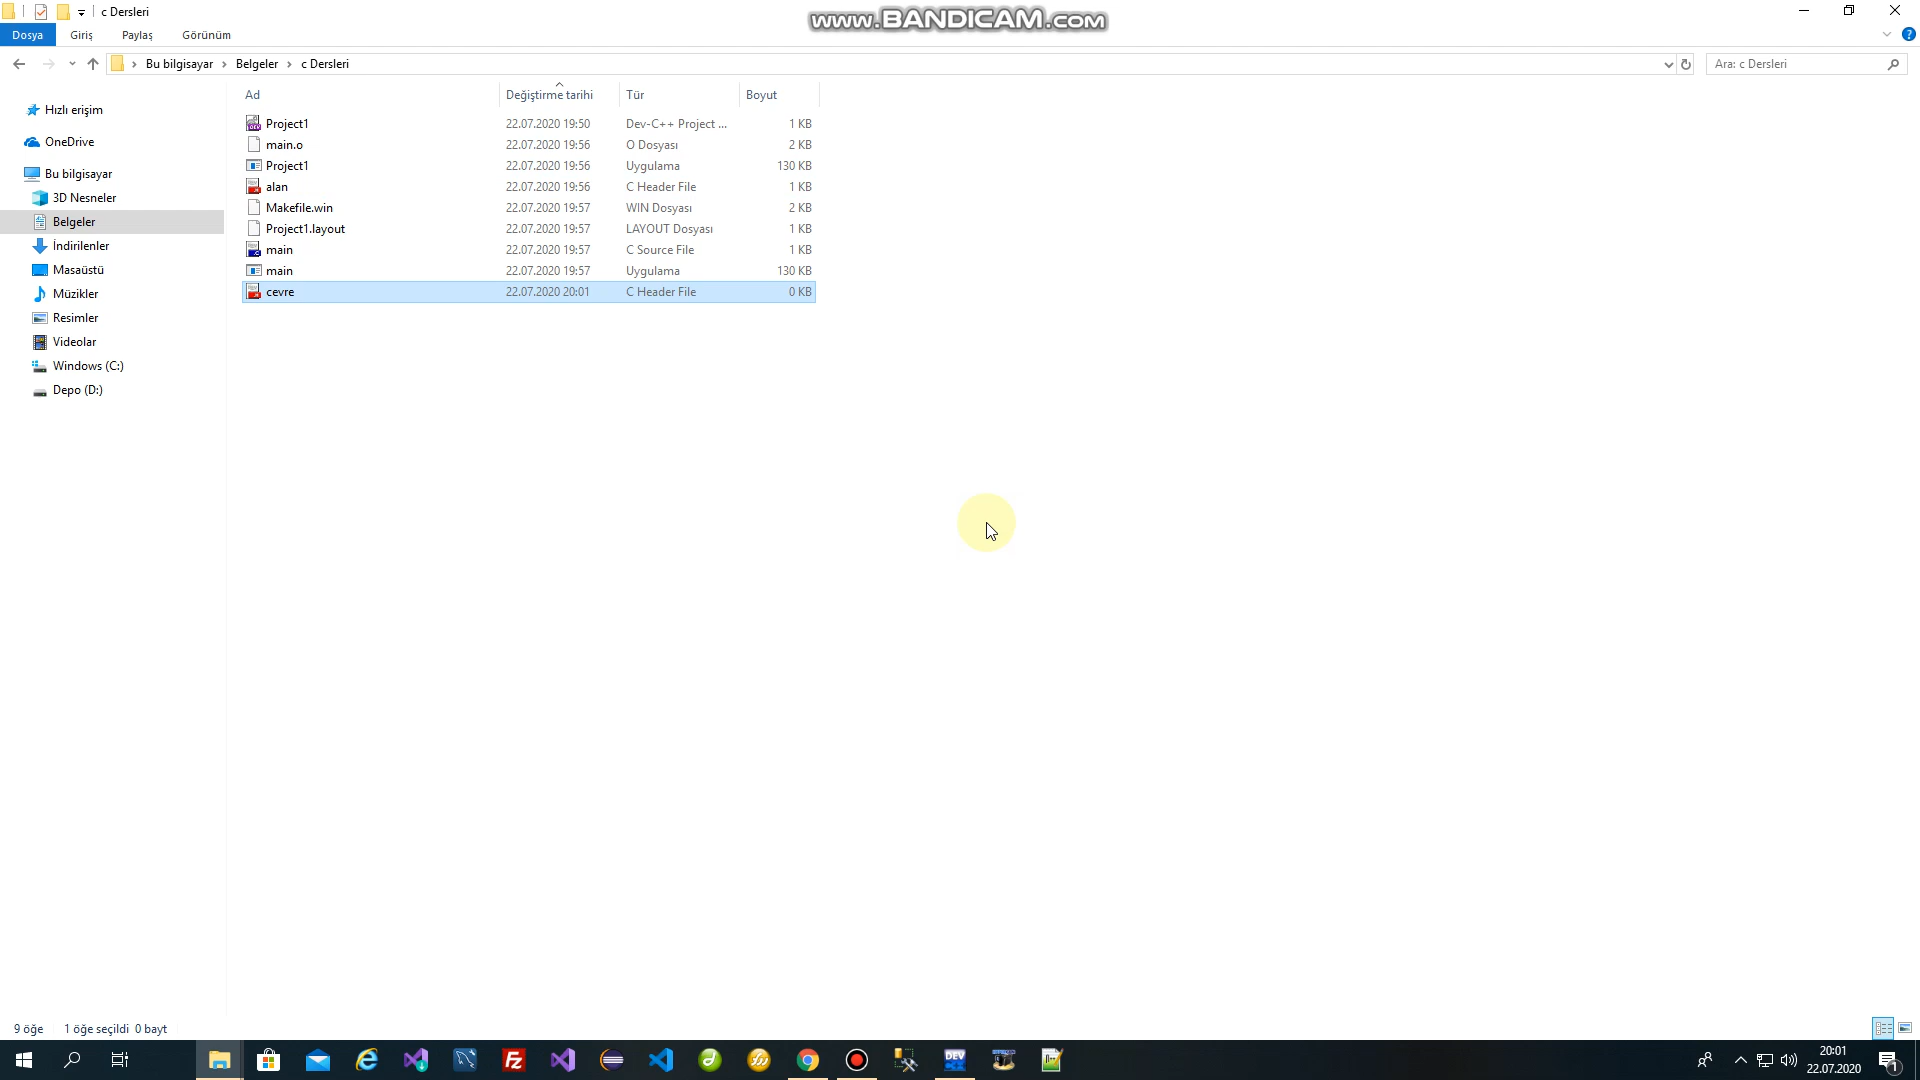 c Dersleri
www.BANDICAM.com
Dosya Giriş Paylaş Görünüm
Bu bilgisayar Belgeler c Dersleri
Ara: c Dersleri
Ad Değiştirme tarihi Tür Boyut
Project1 22.07.2020 19:50 Dev-C++ Project ... 1 KB
main.o 22.07.2020 19:56 O Dosyası 2 KB
Project1 22.07.2020 19:56 Uygulama 130 KB
alan 22.07.2020 19:56 C Header File 1 KB
Makefile.win 22.07.2020 19:57 WIN Dosyası 2 KB
Project1.layout 22.07.2020 19:57 LAYOUT Dosyası 1 KB
main 22.07.2020 19:57 C Source File 1 KB
main 22.07.2020 19:57 Uygulama 130 KB
cevre 22.07.2020 20:01 C Header File 0 KB
Hızlı erişim
OneDrive
Bu bilgisayar
3D Nesneler
Belgeler
İndirilenler
Masaüstü
Müzikler
Resimler
Videolar
Windows (C:)
Depo (D:)
9 öğe 1 öğe seçildi 0 bayt
DEV
20:01
22.07.2020
1